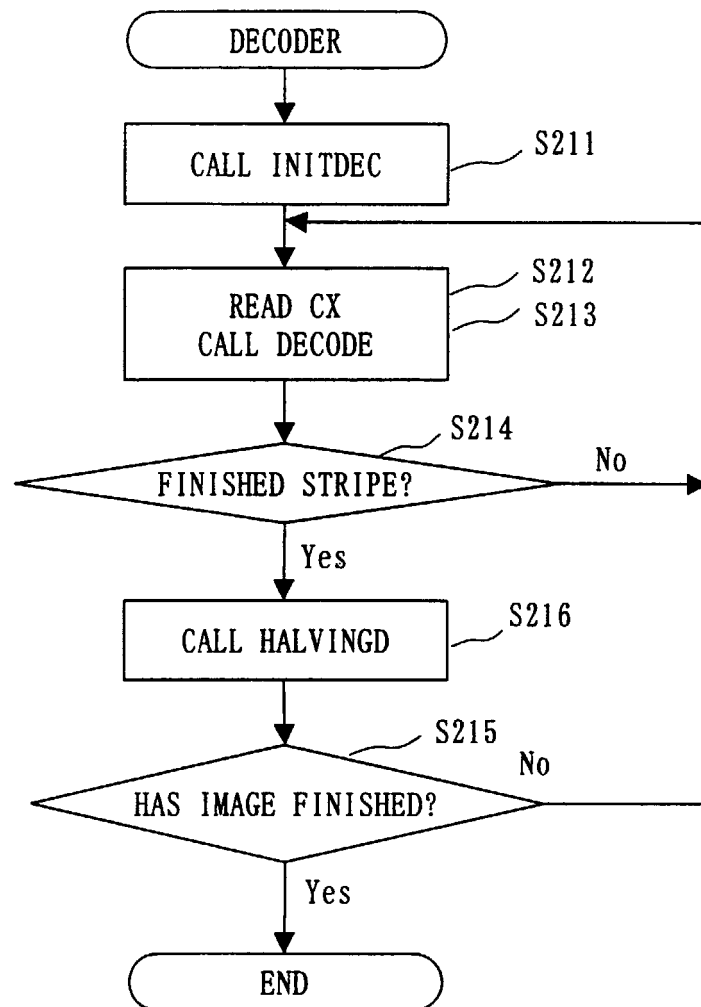 DECODER
CALL INITDEC
S211
READ CX
CALL DECODE
S212
S213
S214
FINISHED STRIPE?
No
Yes
CALL HALVINGD
S216
S215
HAS IMAGE FINISHED?
No
Yes
END